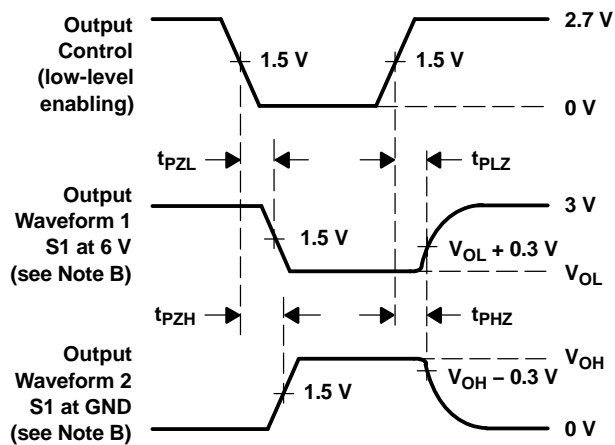 Output
Control
(low-level
enabling)
1.5 V
1.5 V
2.7 V
0 V
tPZL
tPLZ
Output
Waveform 1
S1 at 6 V
(see Note B)
1.5 V
3 V
VOL + 0.3 V
VOL
tPZH
tPHZ
Output
Waveform 2
S1 at GND
(see Note B)
1.5 V
VOH
VOH – 0.3 V
0 V